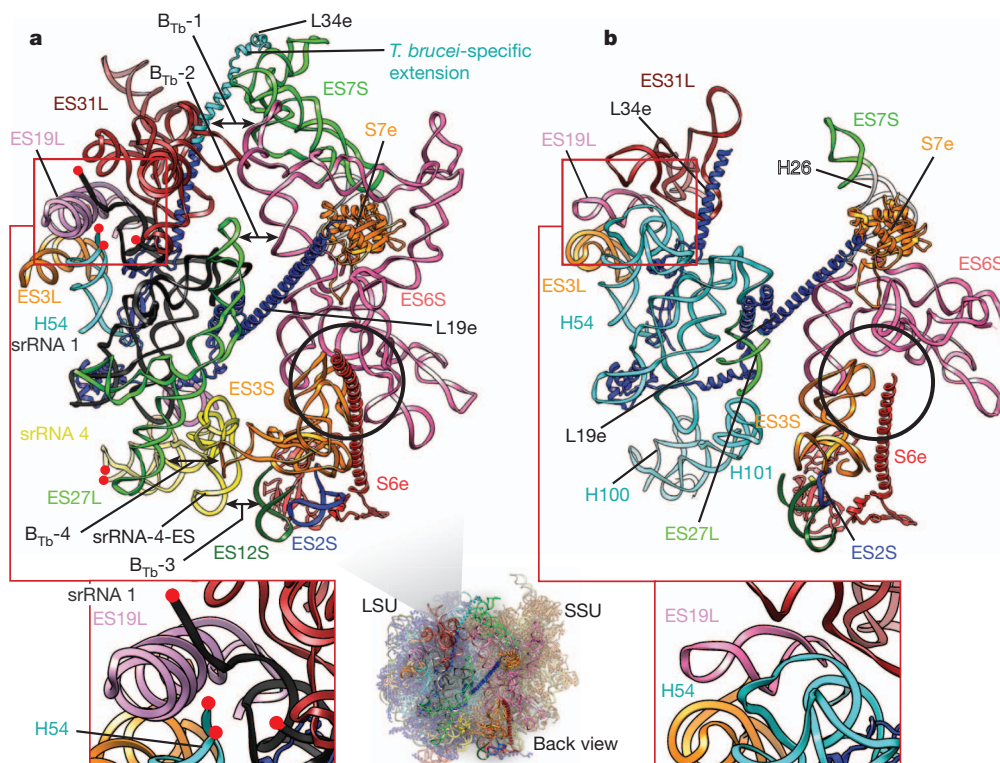 a
B_Tb-1
L34e
T. brucei-specific
extension
B_Tb-2
ES7S
ES31L
ES19L
S7e
ES3L
ES6S
H54
L19e
srRNA 1
ES3S
srRNA 4
S6e
ES27L
B_Tb-4
srRNA-4-ES
ES12S
ES2S
B_Tb-3
b
ES31L
L34e
ES7S
ES19L
S7e
H26
ES3L
ES6S
H54
L19e
ES3S
S6e
H101
H100
ES27L
ES2S
srRNA 1
ES19L
H54
LSU
SSU
Back view
ES19L
H54